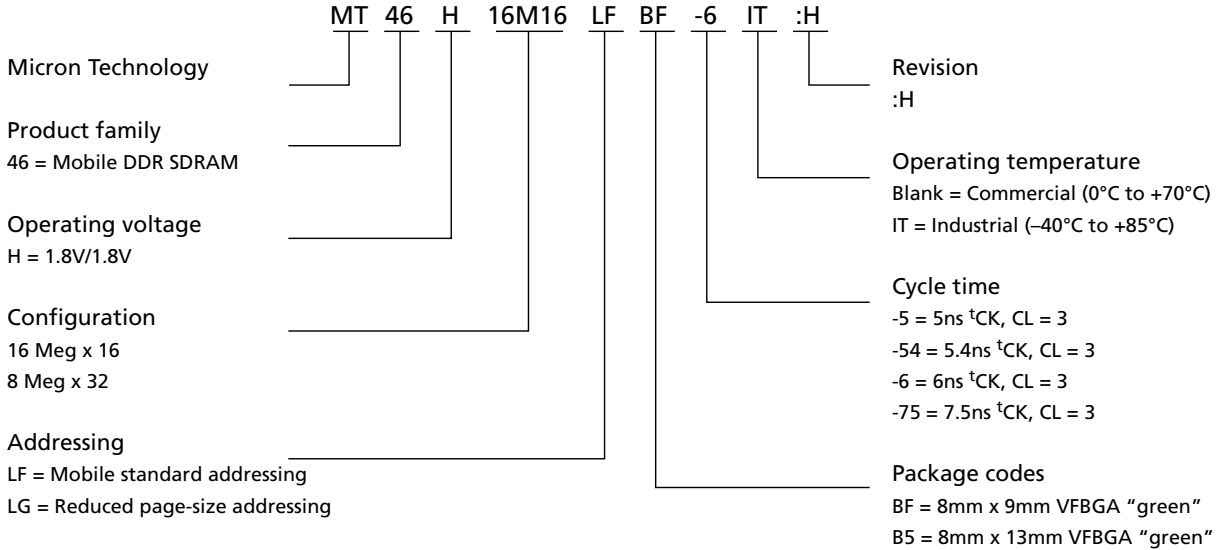 MT 46 H 16M16 LF BF -6 IT :H
Micron Technology
Product family
46 = Mobile DDR SDRAM
Operating voltage
H = 1.8V/1.8V
Configuration
16 Meg x 16
8 Meg x 32
Addressing
LF = Mobile standard addressing
LG = Reduced page-size addressing
Revision
:H
Operating temperature
Blank = Commercial (0°C to +70°C)
IT = Industrial (–40°C to +85°C)
Cycle time
-5 = 5ns tCK, CL = 3
-54 = 5.4ns tCK, CL = 3
-6 = 6ns tCK, CL = 3
-75 = 7.5ns tCK, CL = 3
Package codes
BF = 8mm x 9mm VFBGA “green”
B5 = 8mm x 13mm VFBGA “green”